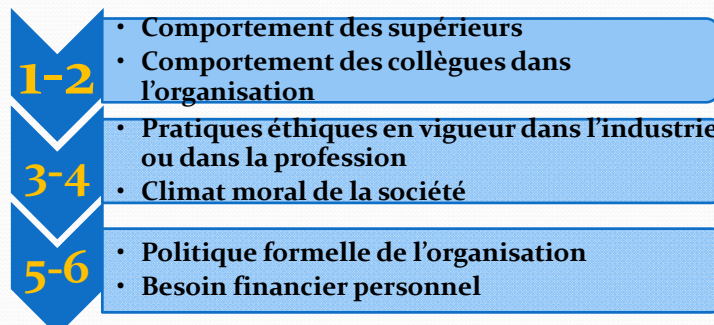 1-2
• Comportement des supérieurs
• Comportement des collègues dans
l’organisation
3-4
• Pratiques éthiques en vigueur dans l’industrie
ou dans la profession
• Climat moral de la société
5-6
• Politique formelle de l’organisation
• Besoin financier personnel